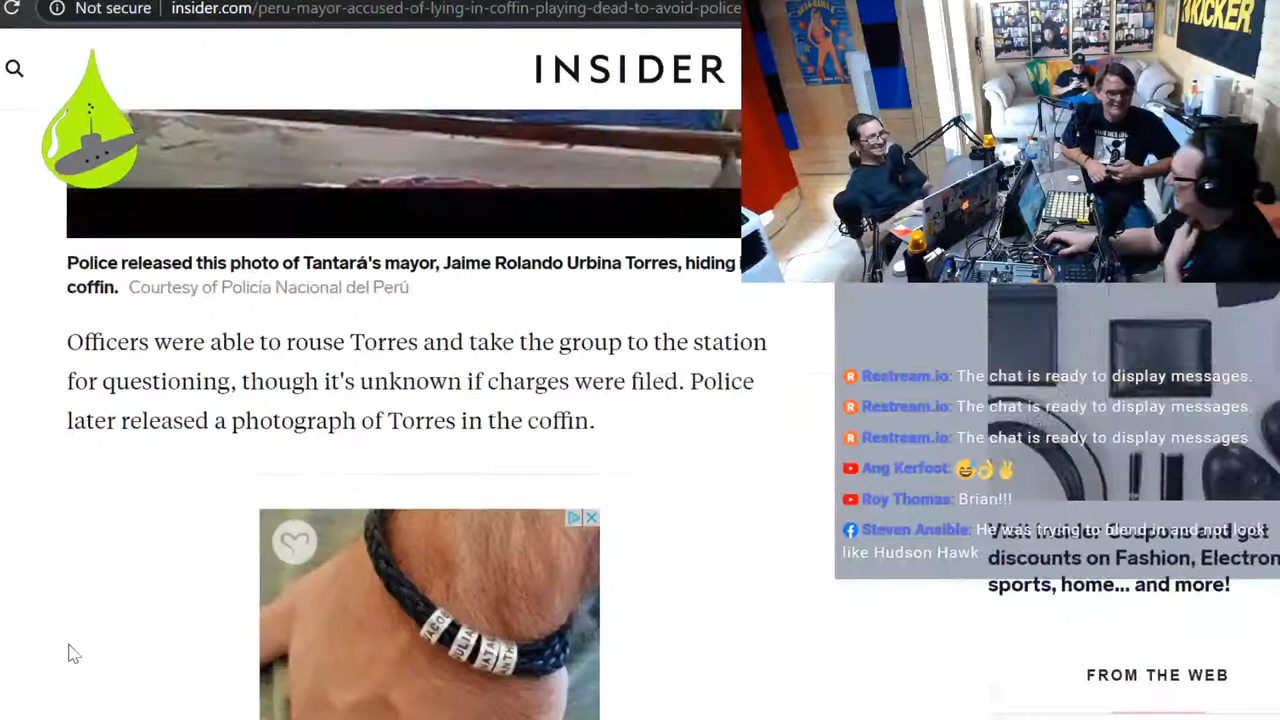 Not secure
insider.com/peru-mayor-accused-of-lying-in-coffin-playing-dead-to-avoid-police
INSIDER
KICKER
Police released this photo of Tantará's mayor, Jaime Rolando Urbina Torres, hiding
coffin. Courtesy of Policía Nacional del Perú
Officers were able to rouse Torres and take the group to the station
for questioning, though it's unknown if charges were filed. Police
later released a photograph of Torres in the coffin.
Restream.io: The chat is ready to display messages.
Restream.io: The chat is ready to display messages.
Restream.io: The chat is ready to display messages
Ang Kerfoot: 😅👌✌
Roy Thomas: Brian!!!
Steven Ansible: He was trying to blend in and not look
like Hudson Hawk
Visit Insider Coupons and get
discounts on Fashion, Electron
sports, home... and more!
FROM THE WEB